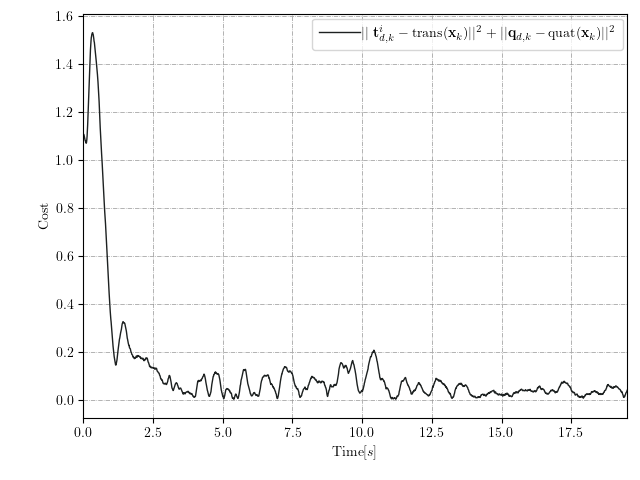 || t^i_{d,k} − trans(x_k)||² + ||q_{d,k} − quat(x_k)||²
1.6
1.4
1.2
1.0
0.8
0.6
0.4
0.2
0.0
Cost
0.0 2.5 5.0 7.5 10.0 12.5 15.0 17.5
Time[s]